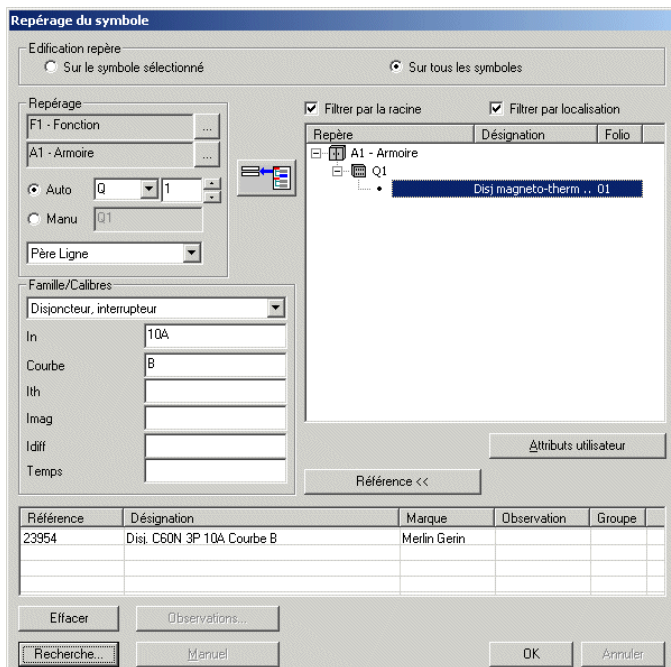 Repérage du symbole
Edification repère
Sur le symbole sélectionné
Sur tous les symboles
Repérage
F1 - Fonction
...
A1 - Armoire
...
Auto
Q
1
Manu
Q1
Père Ligne
Filtrer par la racine
Filtrer par localisation
Repère
Désignation
Folio
A1 - Armoire
Q1
Disj magneto-therm .. 01
Famille/Calibres
Disjoncteur, interrupteur
In
10A
Courbe
B
Ith
Imag
Idiff
Temps
Attributs utilisateur
Référence <<
Référence
Désignation
Marque
Observation
Groupe
23954
Disj. C60N 3P 10A Courbe B
Merlin Gerin
Effacer
Observations...
Recherche...
Manuel
OK
Annuler